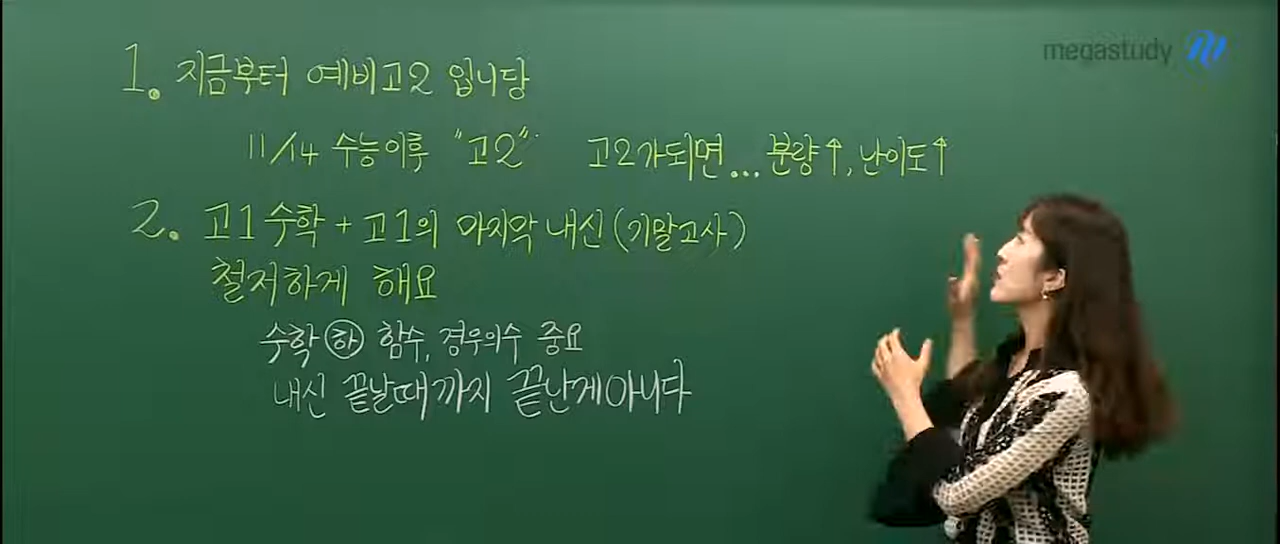 megastudy
1. 지금부터 예비고2 입니당
11/14 수능이후 "고2" 고2가되면... 분량↑, 난이도↑
2. 고1 수학 + 고1의 마지막 내신 (기말고사)
철저하게 해요
수학 ㉻ 함수, 경우의수 중요
내신 끝날때까지 끝난게아니다